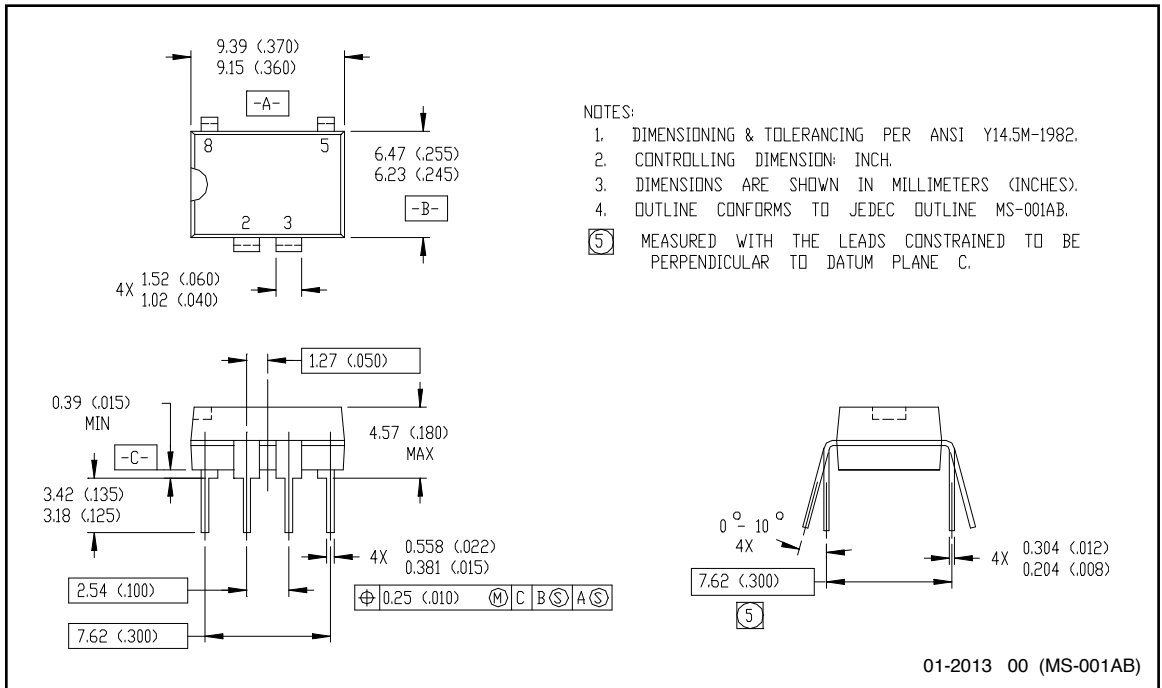 9.39 (.370)
9.15 (.360)
-A-
8
5
6.47 (.255)
6.23 (.245)
-B-
2
3
4X 1.52 (.060)
1.02 (.040)
NOTES:
1. DIMENSIONING & TOLERANCING PER ANSI Y14.5M-1982.
2. CONTROLLING DIMENSION: INCH.
3. DIMENSIONS ARE SHOWN IN MILLIMETERS (INCHES).
4. OUTLINE CONFORMS TO JEDEC OUTLINE MS-001AB.
5 MEASURED WITH THE LEADS CONSTRAINED TO BE
PERPENDICULAR TO DATUM PLANE C.
1.27 (.050)
0.39 (.015)
MIN
-C-
4.57 (.180)
MAX
3.42 (.135)
3.18 (.125)
4X 0.558 (.022)
0.381 (.015)
2.54 (.100)
⌖ 0.25 (.010) Ⓜ C B Ⓢ A Ⓢ
7.62 (.300)
0° - 10°
4X
4X 0.304 (.012)
0.204 (.008)
7.62 (.300)
5
01-2013 00 (MS-001AB)